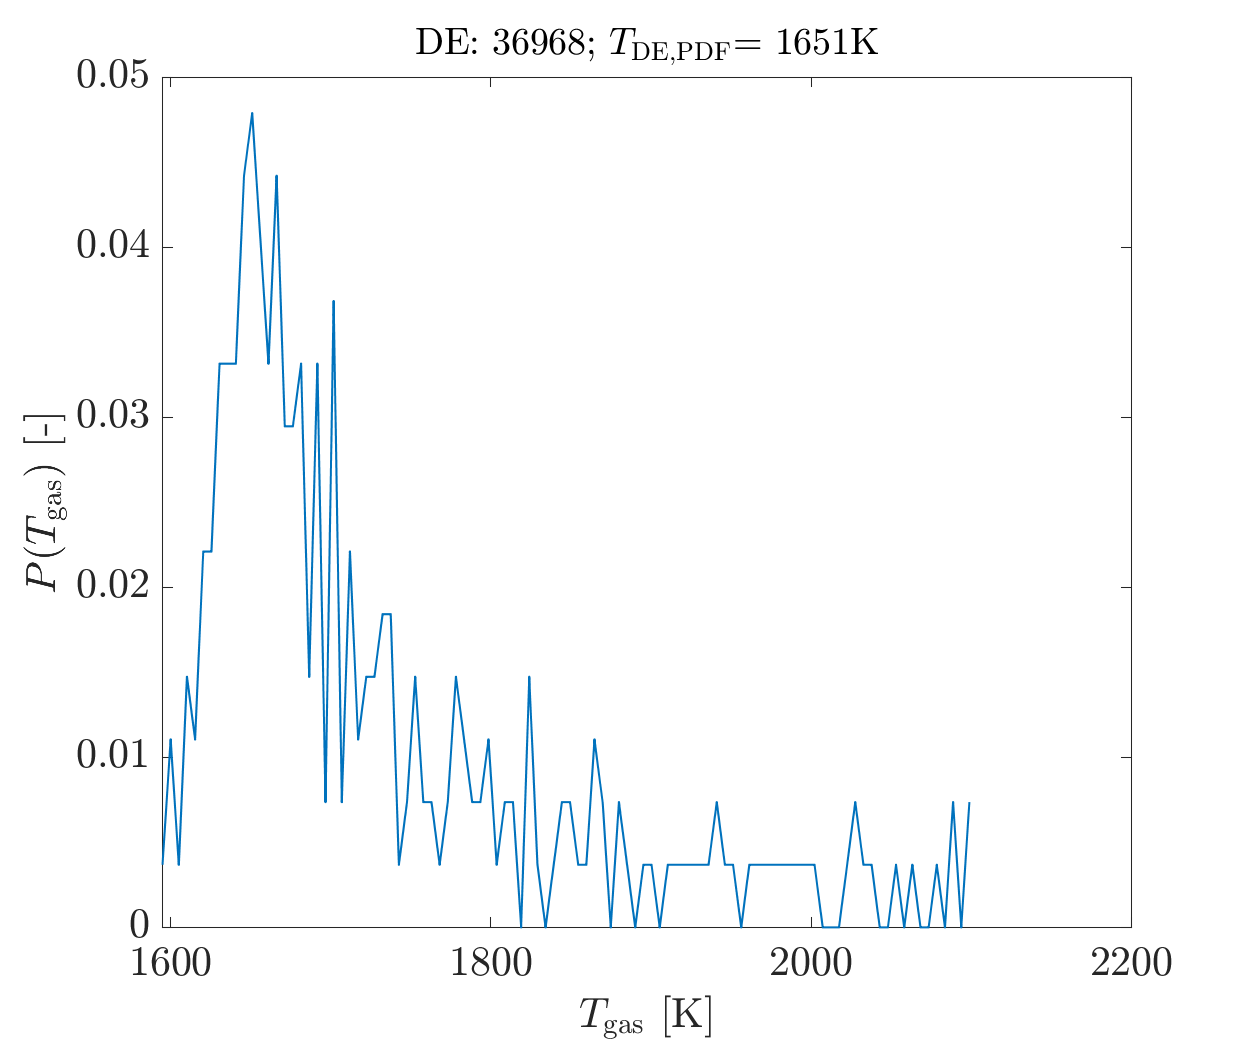 DE: 36968; T_DE,PDF= 1651K
0.05
0.04
0.03
0.02
0.01
0
P(T_gas) [-]
1600 1800 2000 2200
T_gas [K]